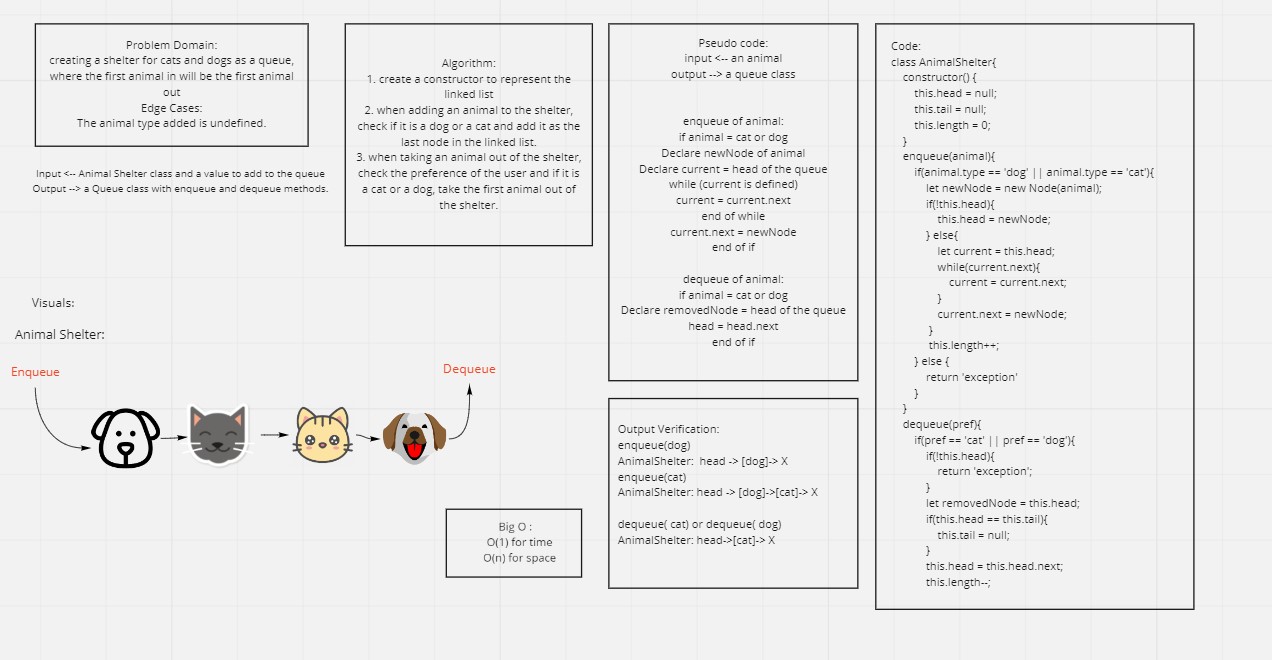 Problem Domain:
creating a shelter for cats and dogs as a queue,
where the first animal in will be the first animal
out
Edge Cases:
The animal type added is undefined.
Input <-- Animal Shelter class and a value to add to the queue
Output --> a Queue class with enqueue and dequeue methods.
Algorithm:
1. create a constructor to represent the
linked list
2. when adding an animal to the shelter,
check if it is a dog or a cat and add it as the
last node in the linked list.
3. when taking an animal out of the shelter,
check the preference of the user and if it is
a cat or a dog, take the first animal out of
the shelter.
Visuals:
Animal Shelter:
Enqueue
Dequeue
Big O :
O(1) for time
O(n) for space
Pseudo code:
input <-- an animal
output --> a queue class
enqueue of animal:
if animal = cat or dog
Declare newNode of animal
Declare current = head of the queue
while (current is defined)
current = current.next
end of while
current.next = newNode
end of if
dequeue of animal:
if animal = cat or dog
Declare removedNode = head of the queue
head = head.next
end of if
Output Verification:
enqueue(dog)
AnimalShelter:  head -> [dog]-> X
enqueue(cat)
AnimalShelter: head -> [dog]->[cat]-> X
dequeue( cat) or dequeue( dog)
AnimalShelter: head->[cat]-> X
Code:
class AnimalShelter{
constructor() {
this.head = null;
this.tail = null;
this.length = 0;
}
enqueue(animal){
if(animal.type == 'dog' || animal.type == 'cat'){
let newNode = new Node(animal);
if(!this.head){
this.head = newNode;
} else{
let current = this.head;
while(current.next){
current = current.next;
}
current.next = newNode;
}
this.length++;
} else {
return 'exception'
}
}
dequeue(pref){
if(pref == 'cat' || pref == 'dog'){
if(!this.head){
return 'exception';
}
let removedNode = this.head;
if(this.head == this.tail){
this.tail = null;
}
this.head = this.head.next;
this.length--;